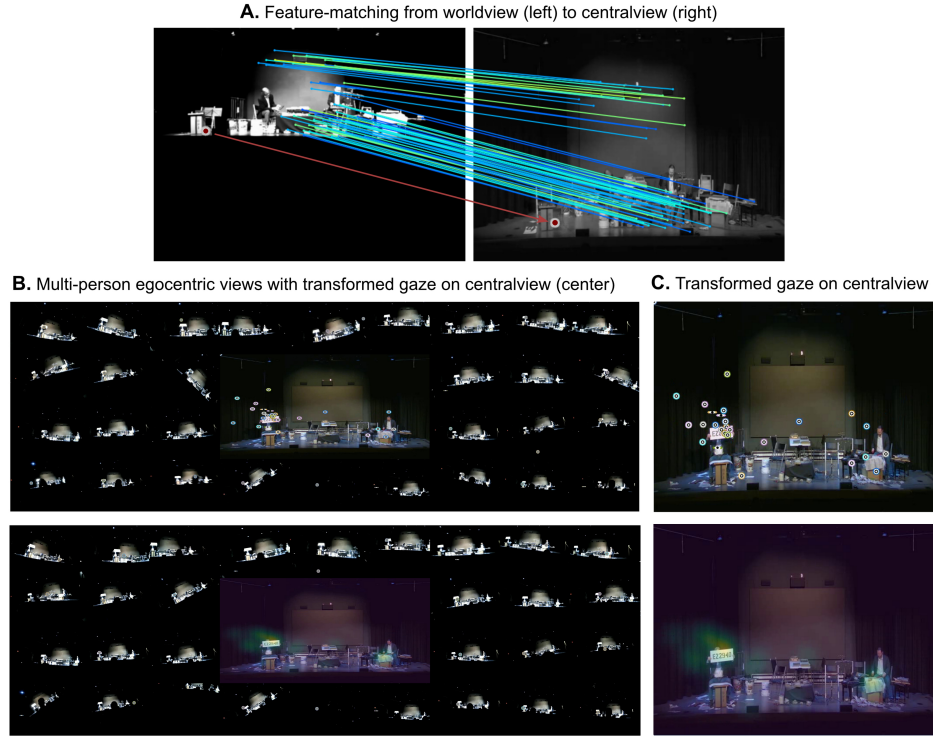 A. Feature-matching from worldview (left) to centralview (right)
B. Multi-person egocentric views with transformed gaze on centralview (center)
C. Transformed gaze on centralview